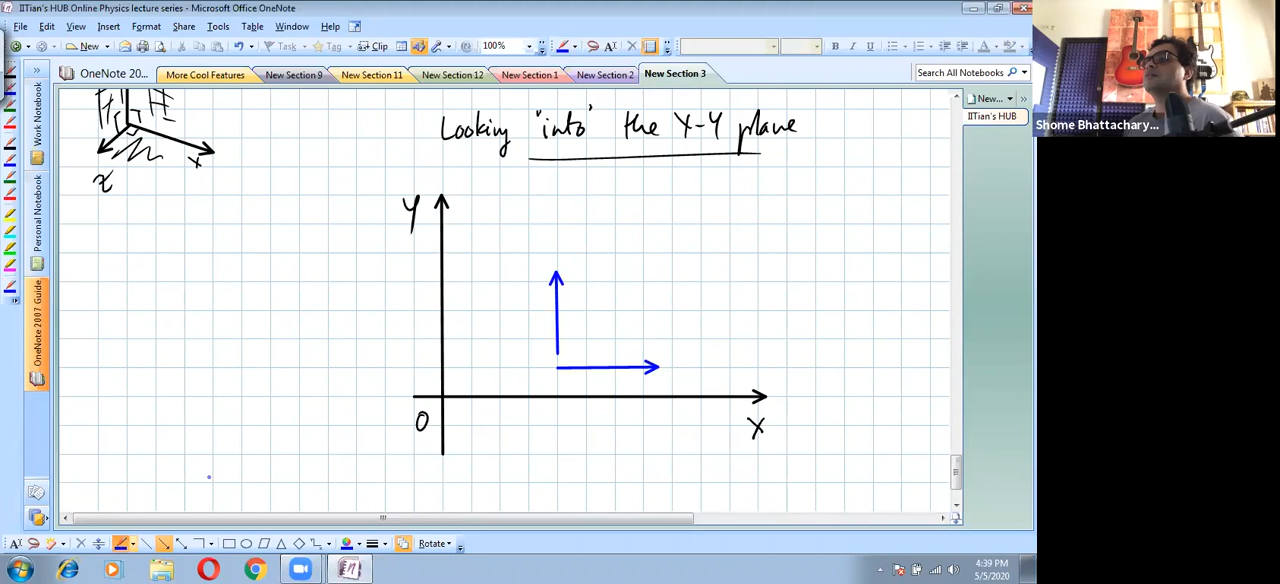 IITian's HUB Online Physics lecture series - Microsoft Office OneNote
File Edit View Insert Format Share Tools Table Window Help
New Task Tag Clip 100% A B I U
OneNote 20... More Cool Features New Section 9 New Section 11 New Section 12 New Section 1 New Section 2 New Section 3 Search All Notebooks
New...
IITian's HUB
Work Notebook
Personal Notebook
OneNote 2007 Guide
Shome Bhattachary...
Looking "into" the X-Y plane
x
z
Y
O
X
Rotate
4:39 PM
5/5/2020